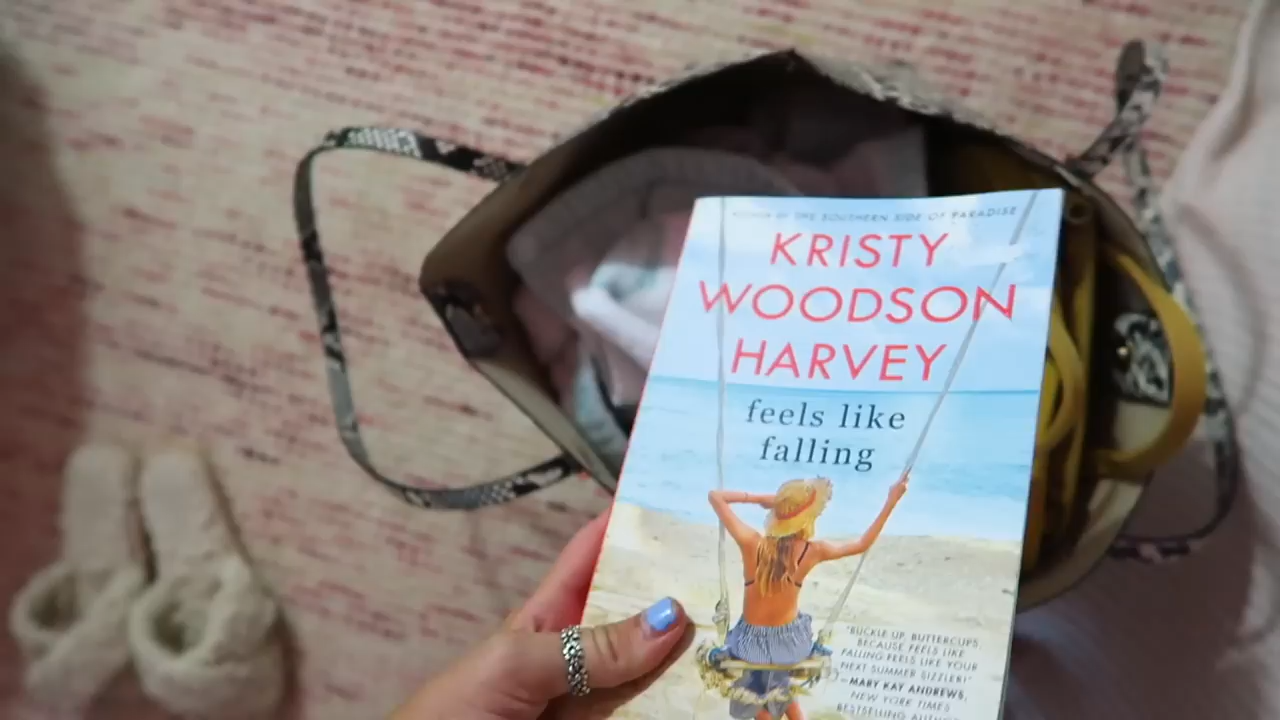 AUTHOR OF THE SOUTHERN SIDE OF PARADISE
KRISTY
WOODSON
HARVEY
feels like
falling
"BUCKLE UP, BUTTERCUPS,
BECAUSE FEELS LIKE
FALLING FEELS LIKE YOUR
NEXT SUMMER SIZZLER!"
—MARY KAY ANDREWS,
NEW YORK TIMES
BESTSELLING AUTHOR